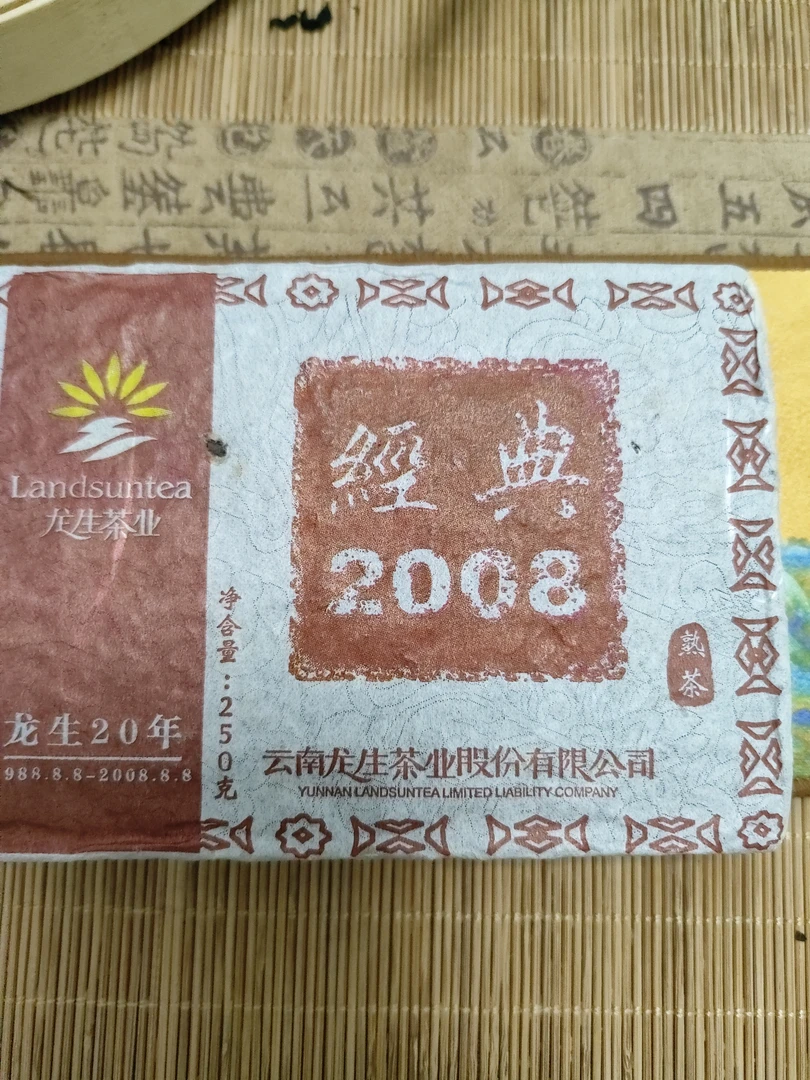 四 五
Landsuntea
龙生茶业
經典
2008
净含量:250克
熟茶
龙生20年
988.8.8-2008.8.8
云南龙生茶业股份有限公司
YUNNAN LANDSUNTEA LIMITED LIABILITY COMPANY